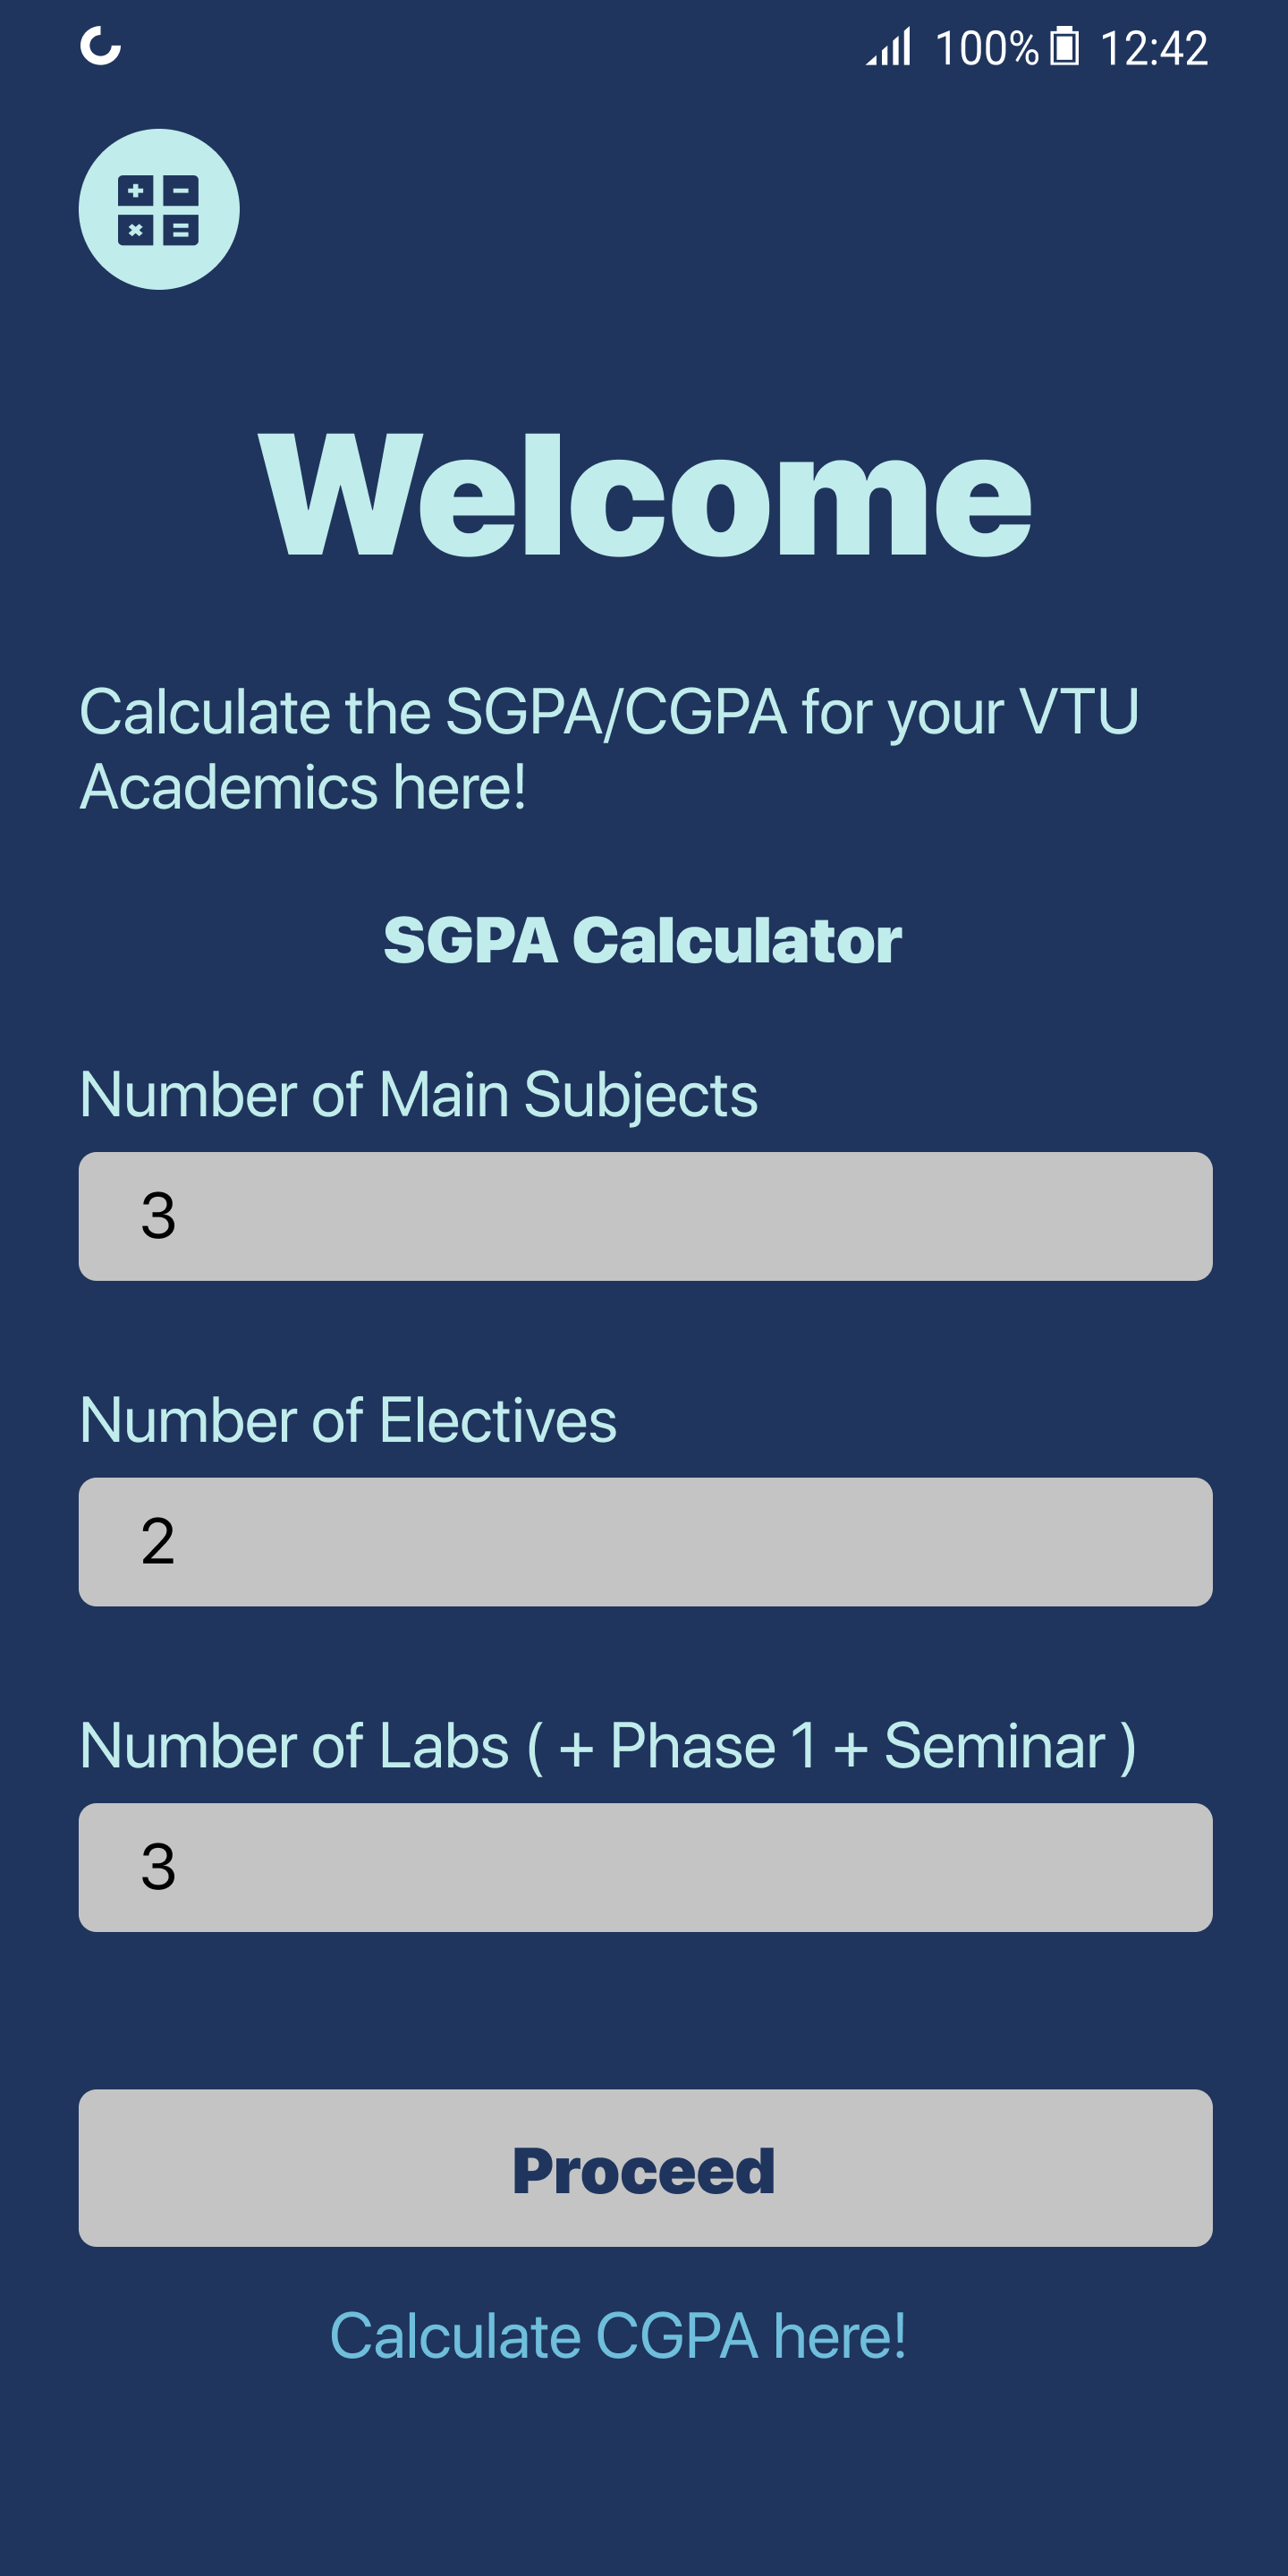 100% 12:42
Welcome
Calculate the SGPA/CGPA for your VTU
Academics here!
SGPA Calculator
Number of Main Subjects
3
Number of Electives
2
Number of Labs ( + Phase 1 + Seminar )
3
Proceed
Calculate CGPA here!